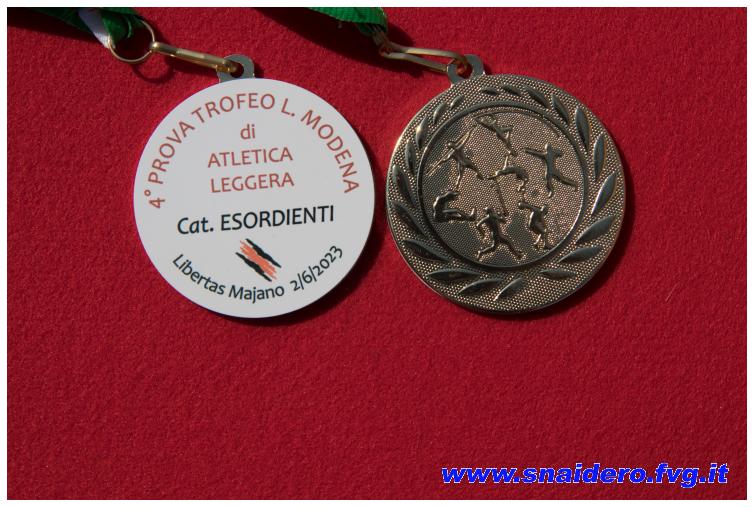 4° PROVA TROFEO L. MODENA
di
ATLETICA
LEGGERA
Cat. ESORDIENTI
Libertas Majano 2/6/2023
www.snaidero.fvg.it